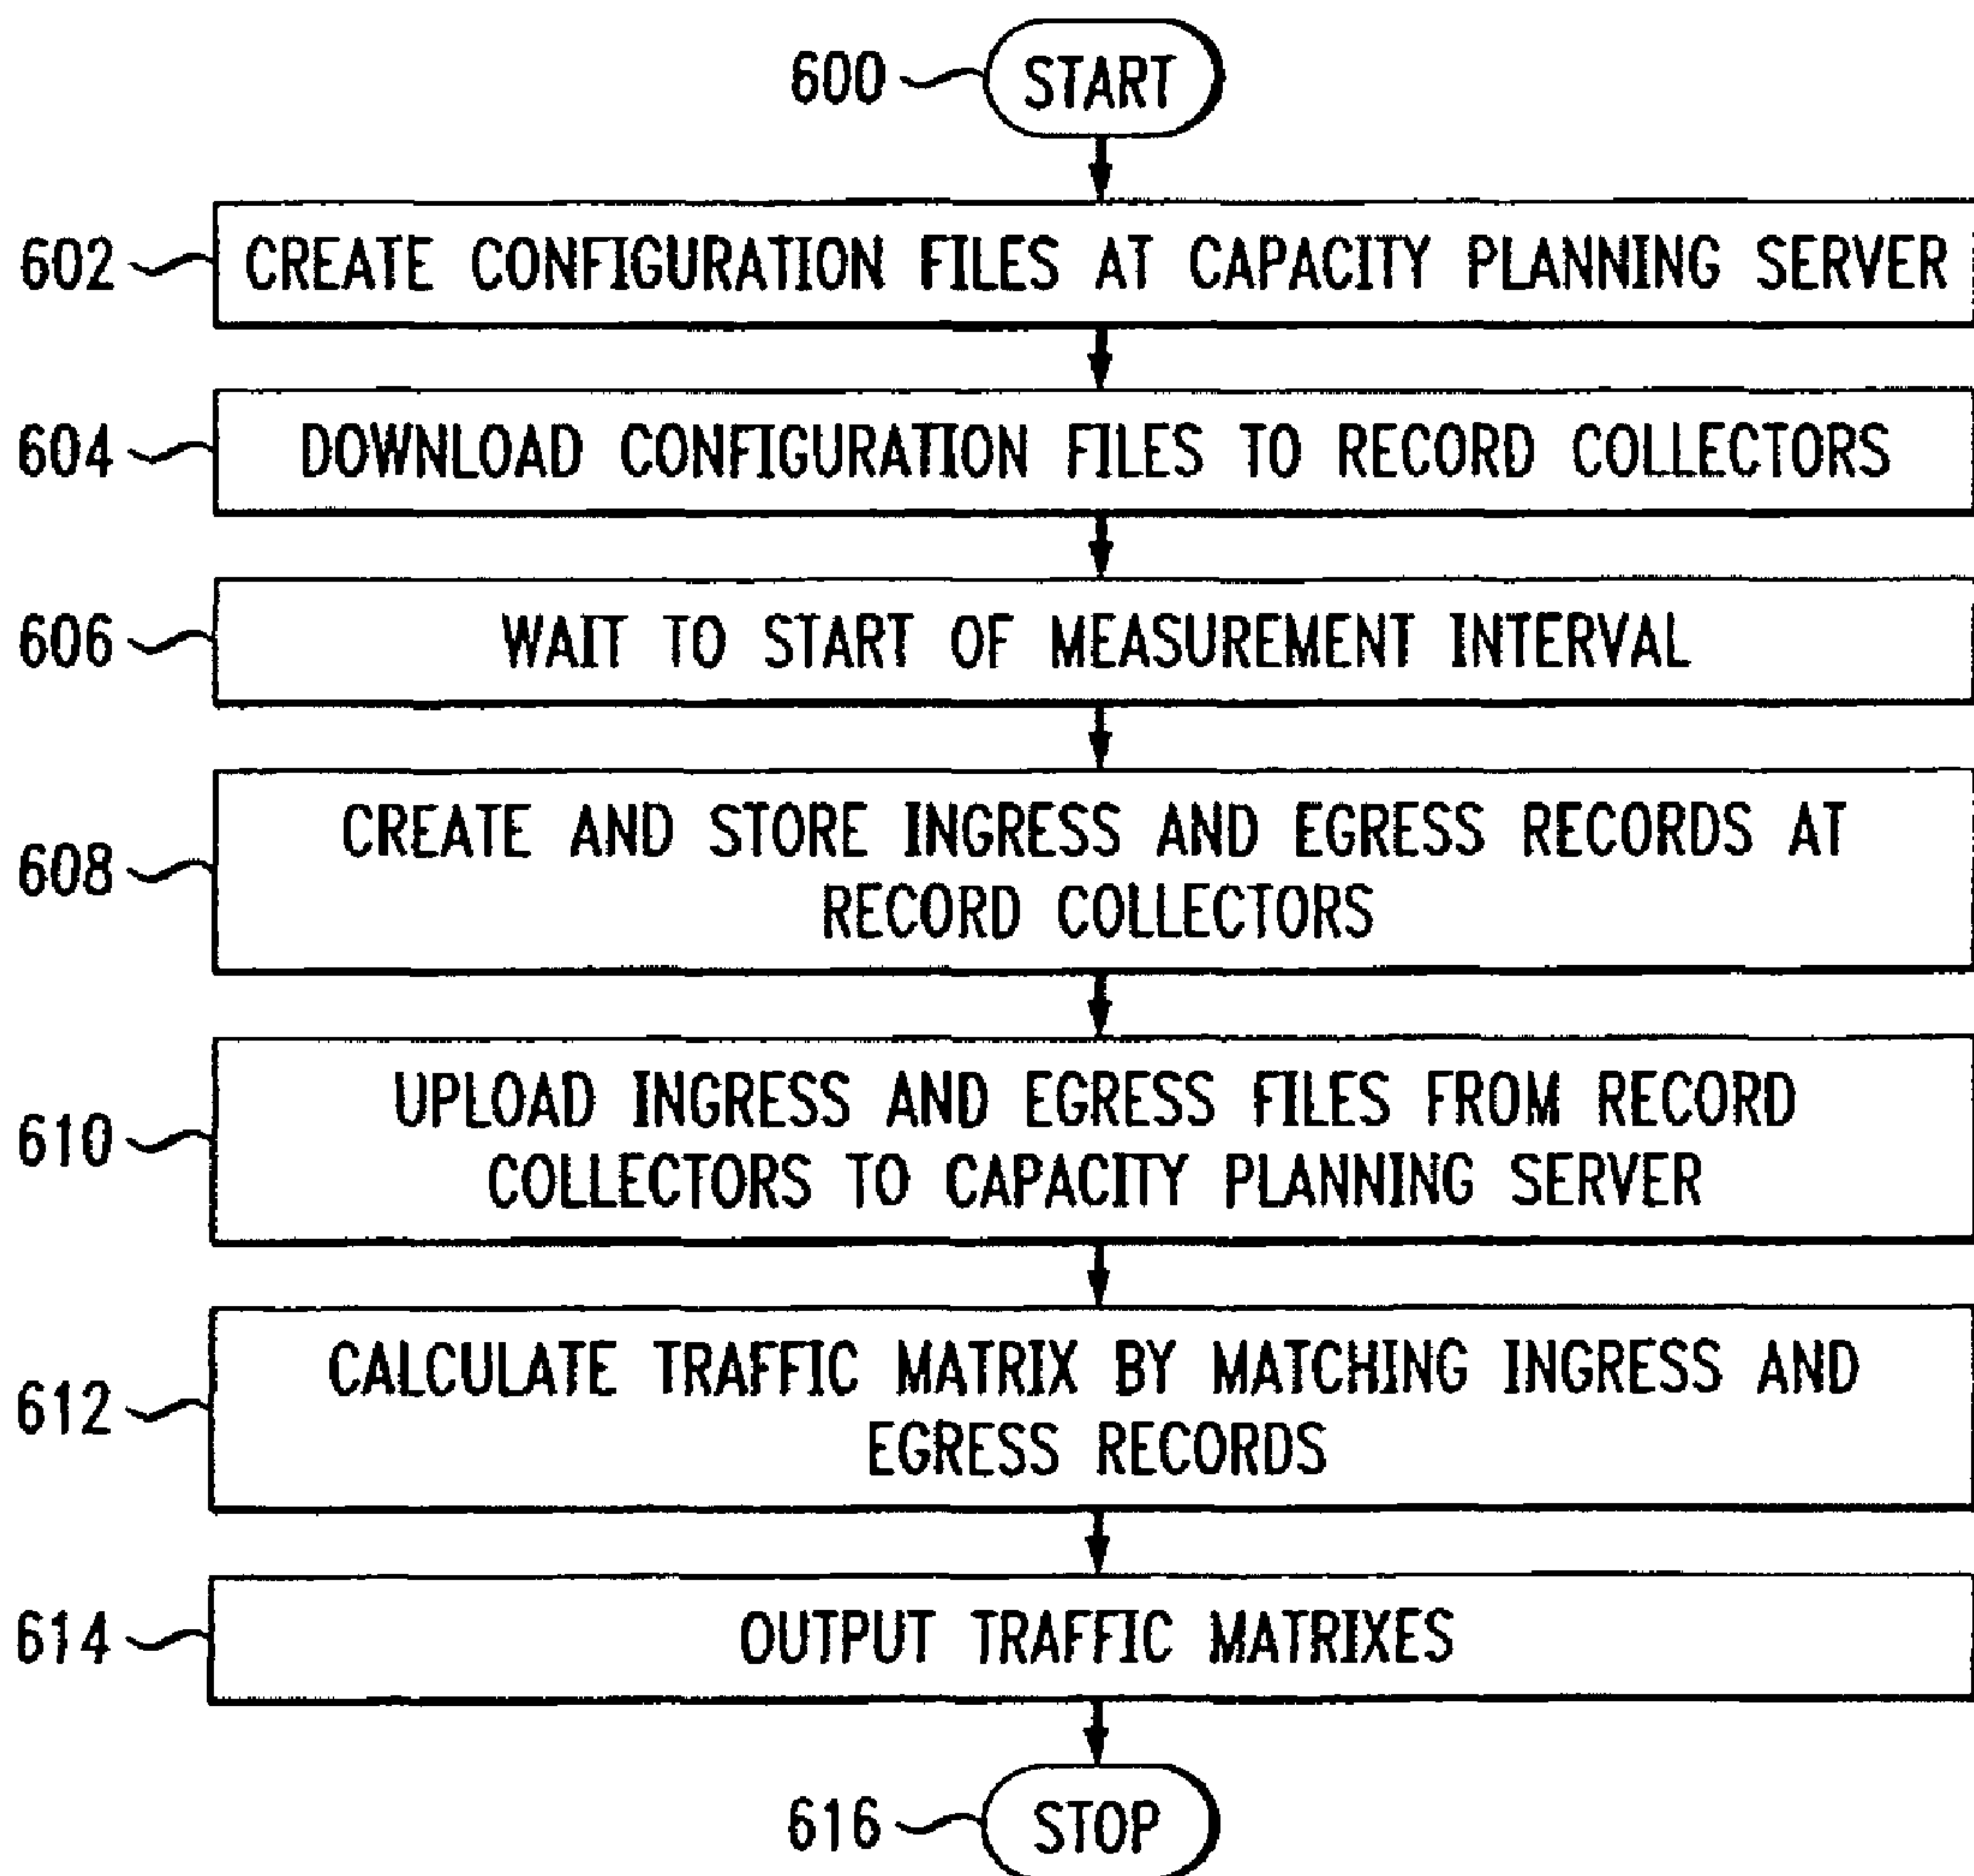 600 START
602 CREATE CONFIGURATION FILES AT CAPACITY PLANNING SERVER
604 DOWNLOAD CONFIGURATION FILES TO RECORD COLLECTORS
606 WAIT TO START OF MEASUREMENT INTERVAL
608 CREATE AND STORE INGRESS AND EGRESS RECORDS AT
RECORD COLLECTORS
610 UPLOAD INGRESS AND EGRESS FILES FROM RECORD
COLLECTORS TO CAPACITY PLANNING SERVER
612 CALCULATE TRAFFIC MATRIX BY MATCHING INGRESS AND
EGRESS RECORDS
614 OUTPUT TRAFFIC MATRIXES
616 STOP